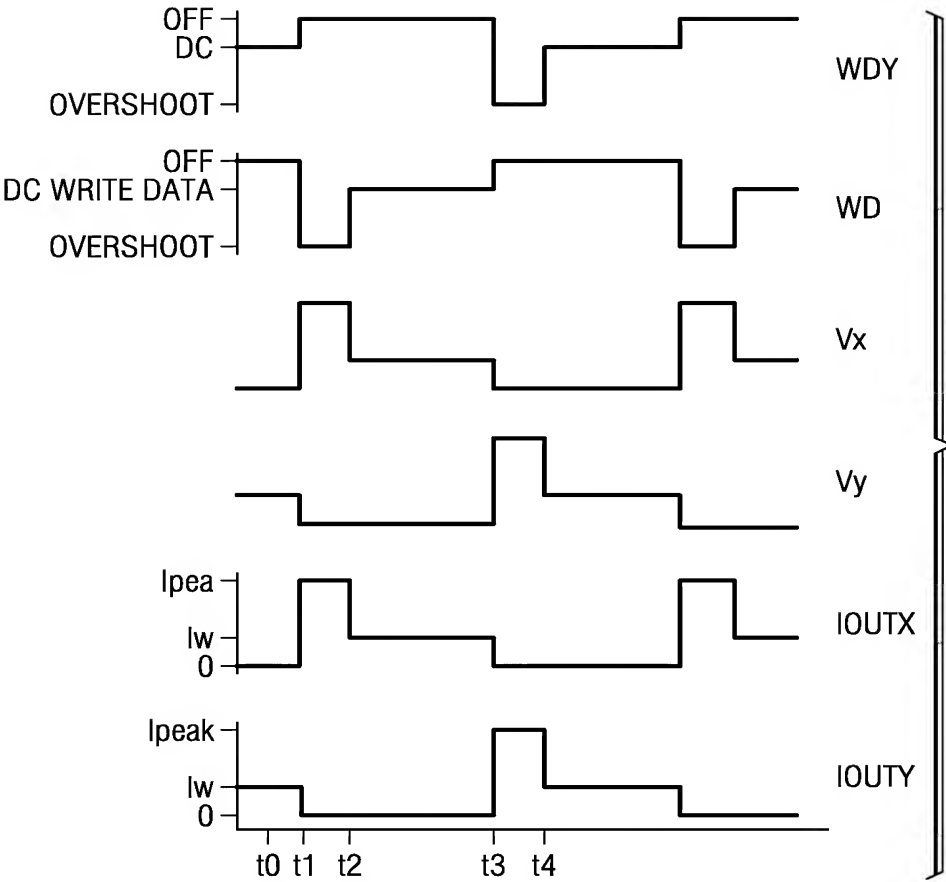 OFF
DC
OVERSHOOT
WDY
OFF
DC WRITE DATA
OVERSHOOT
WD
Vx
Vy
Ipea
Iw
0
IOUTX
Ipeak
Iw
0
IOUTY
t0 t1 t2 t3 t4